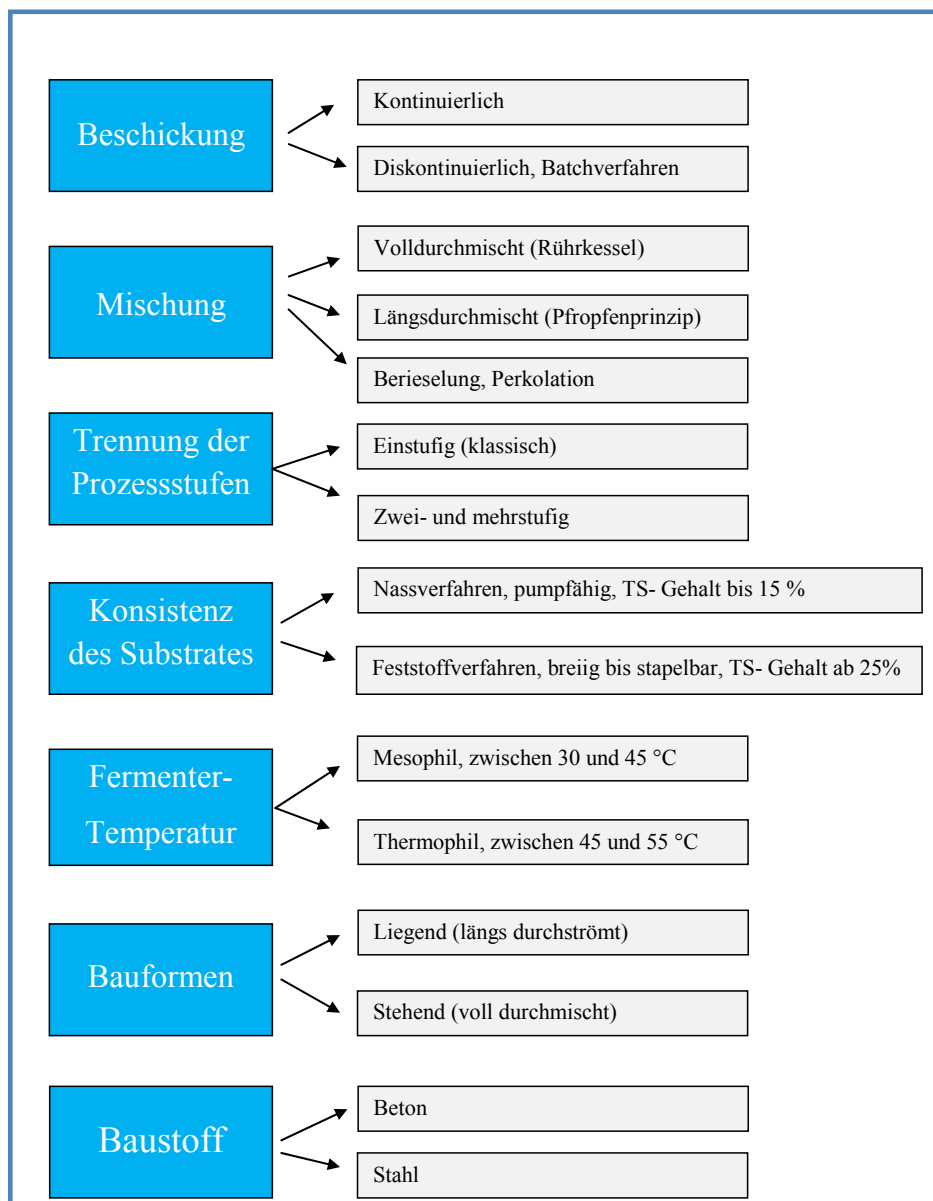 Beschickung
Kontinuierlich
Diskontinuierlich, Batchverfahren
Mischung
Volldurchmischt (Rührkessel)
Längsdurchmischt (Pfropfenprinzip)
Berieselung, Perkolation
Trennung der
Prozessstufen
Einstufig (klassisch)
Zwei- und mehrstufig
Konsistenz
des Substrates
Nassverfahren, pumpfähig, TS- Gehalt bis 15 %
Feststoffverfahren, breiig bis stapelbar, TS- Gehalt ab 25%
Fermenter-
Temperatur
Mesophil, zwischen 30 und 45 °C
Thermophil, zwischen 45 und 55 °C
Bauformen
Liegend (längs durchströmt)
Stehend (voll durchmischt)
Baustoff
Beton
Stahl